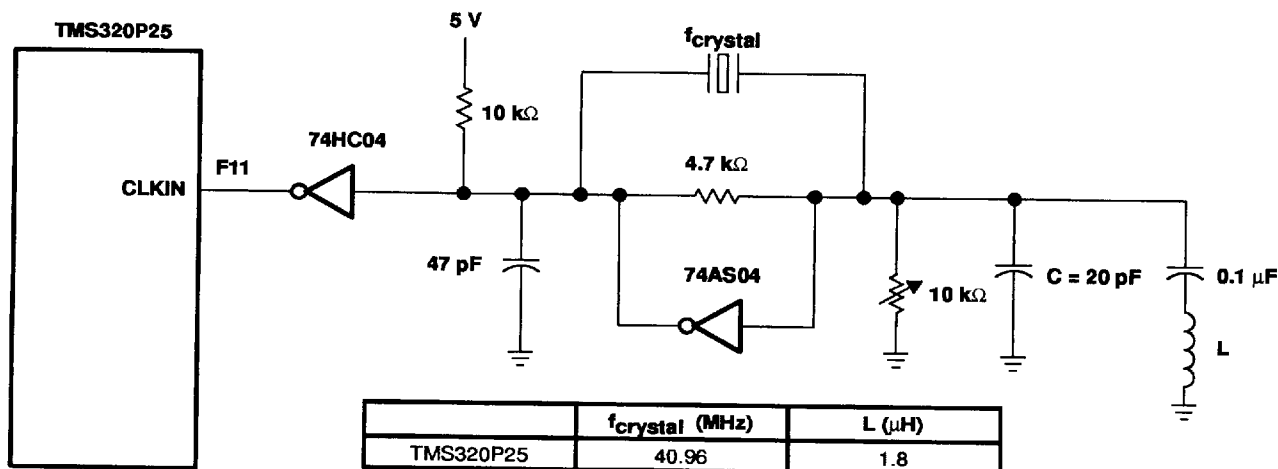 TMS320P25
5 V
fcrystal
10 kΩ
74HC04
4.7 kΩ
F11
CLKIN
47 pF
74AS04
10 kΩ
C = 20 pF
0.1 μF
L
fcrystal (MHz) L (μH)
TMS320P25 40.96 1.8